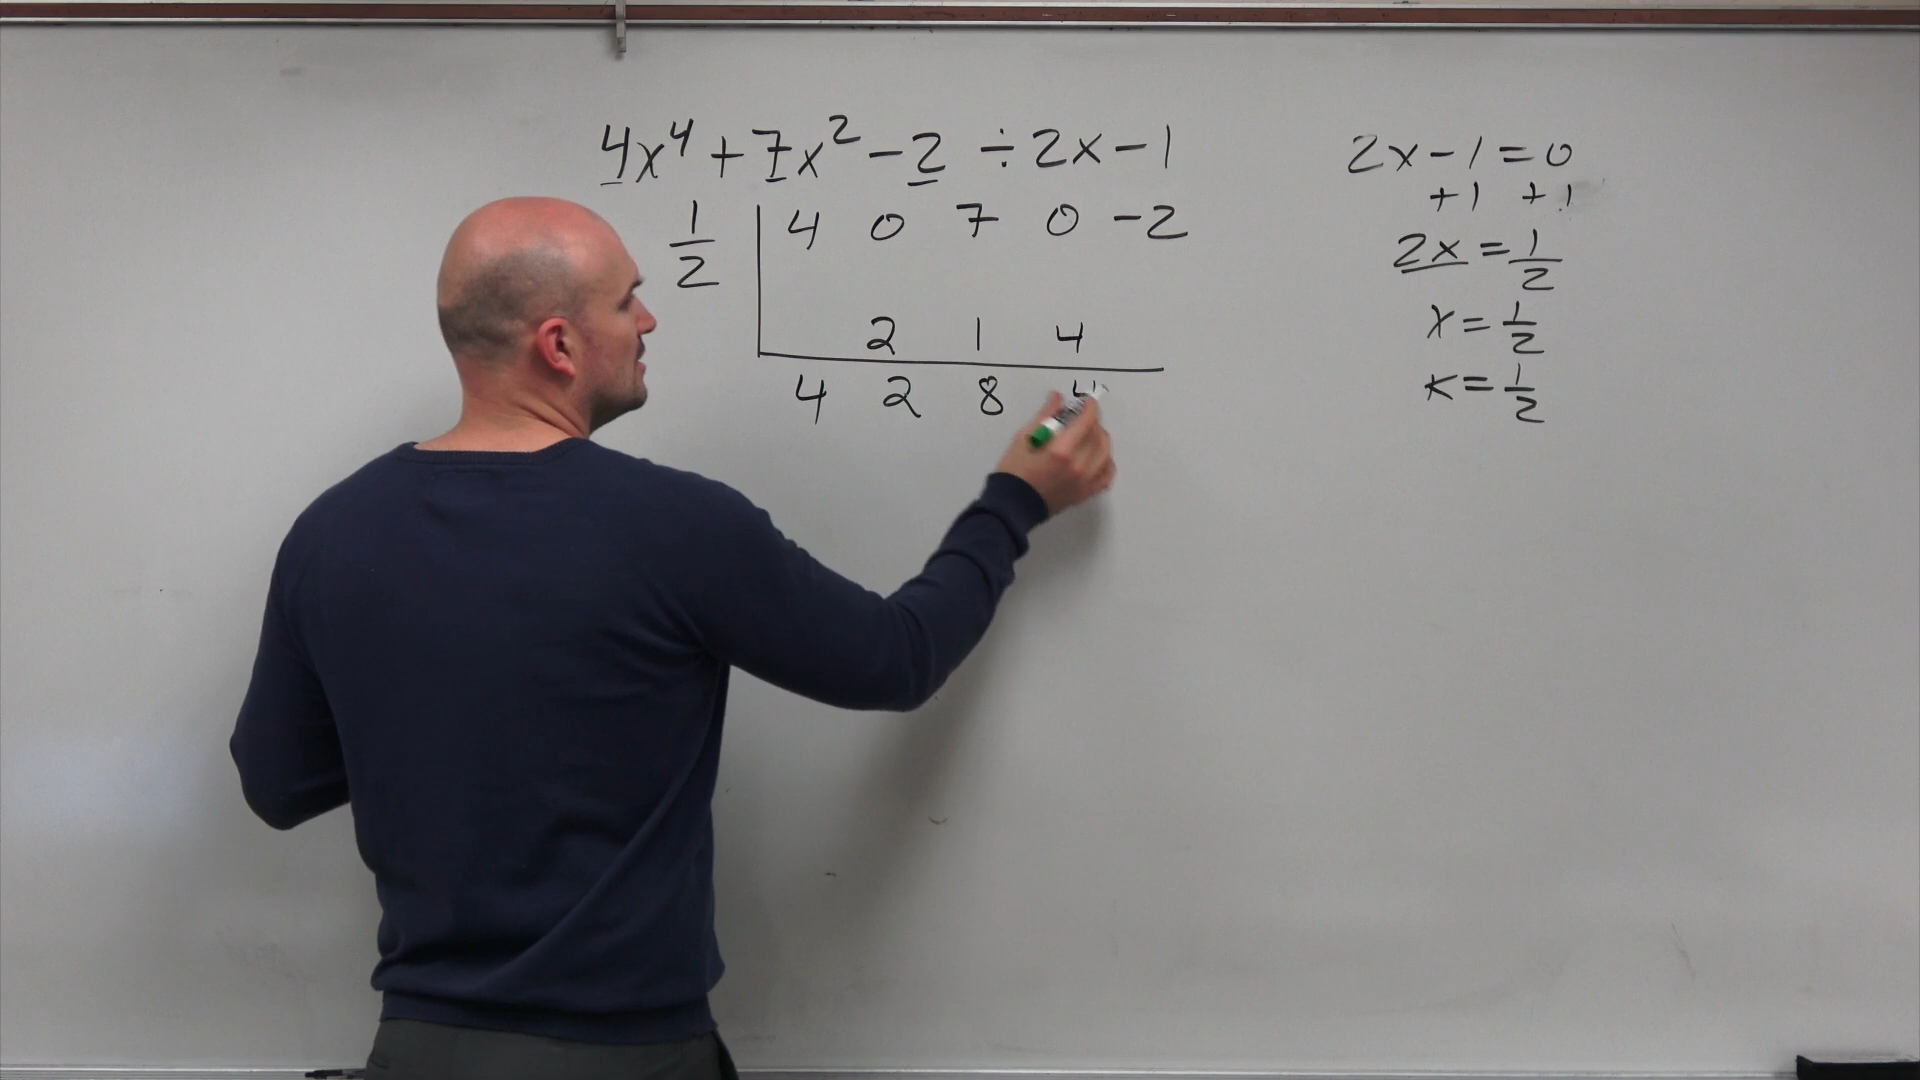 4x⁴ + 7x² - 2 ÷ 2x - 1
1/2 | 4 0 7 0 -2
2 1 4
4 2 8 4
2x - 1 = 0
+1 +1
2x = 1
2
x = 1/2
k = 1/2